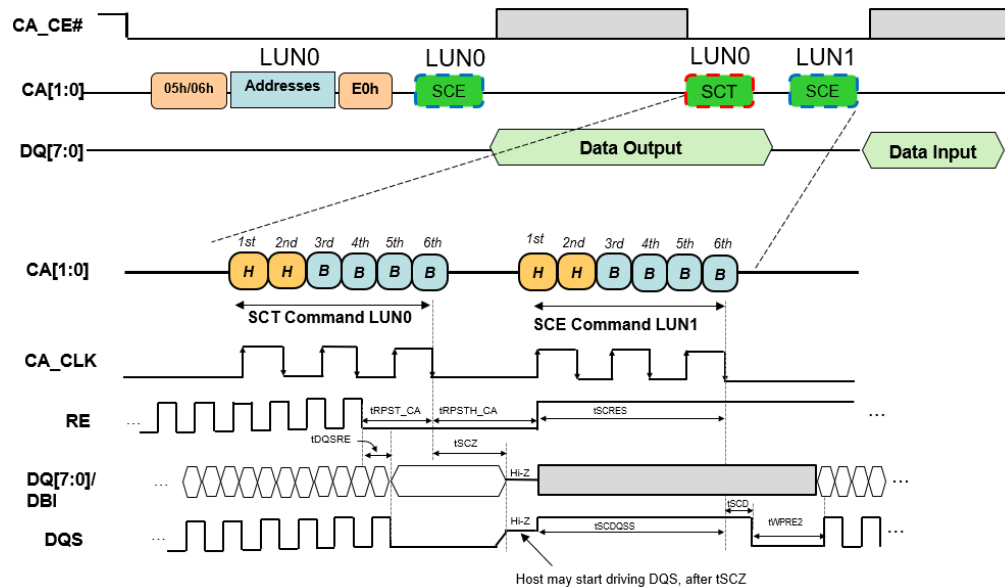 CA_CE#
LUN0 LUN0 LUN0 LUN1
CA[1:0] 05h/06h Addresses E0h SCE SCT SCE
DQ[7:0] Data Output Data Input
1st 2nd 3rd 4th 5th 6th 1st 2nd 3rd 4th 5th 6th
CA[1:0] H H B B B B H H B B B B
SCT Command LUN0 SCE Command LUN1
CA_CLK
RE ... tRPST_CA tRPSTH_CA tSCRES ...
tDQSRE tSCZ
DQ[7:0]/ ... Hi-Z ...
DBI
tSCD
DQS ... Hi-Z tSCDQSS tWPRE2 ...
Host may start driving DQS, after tSCZ